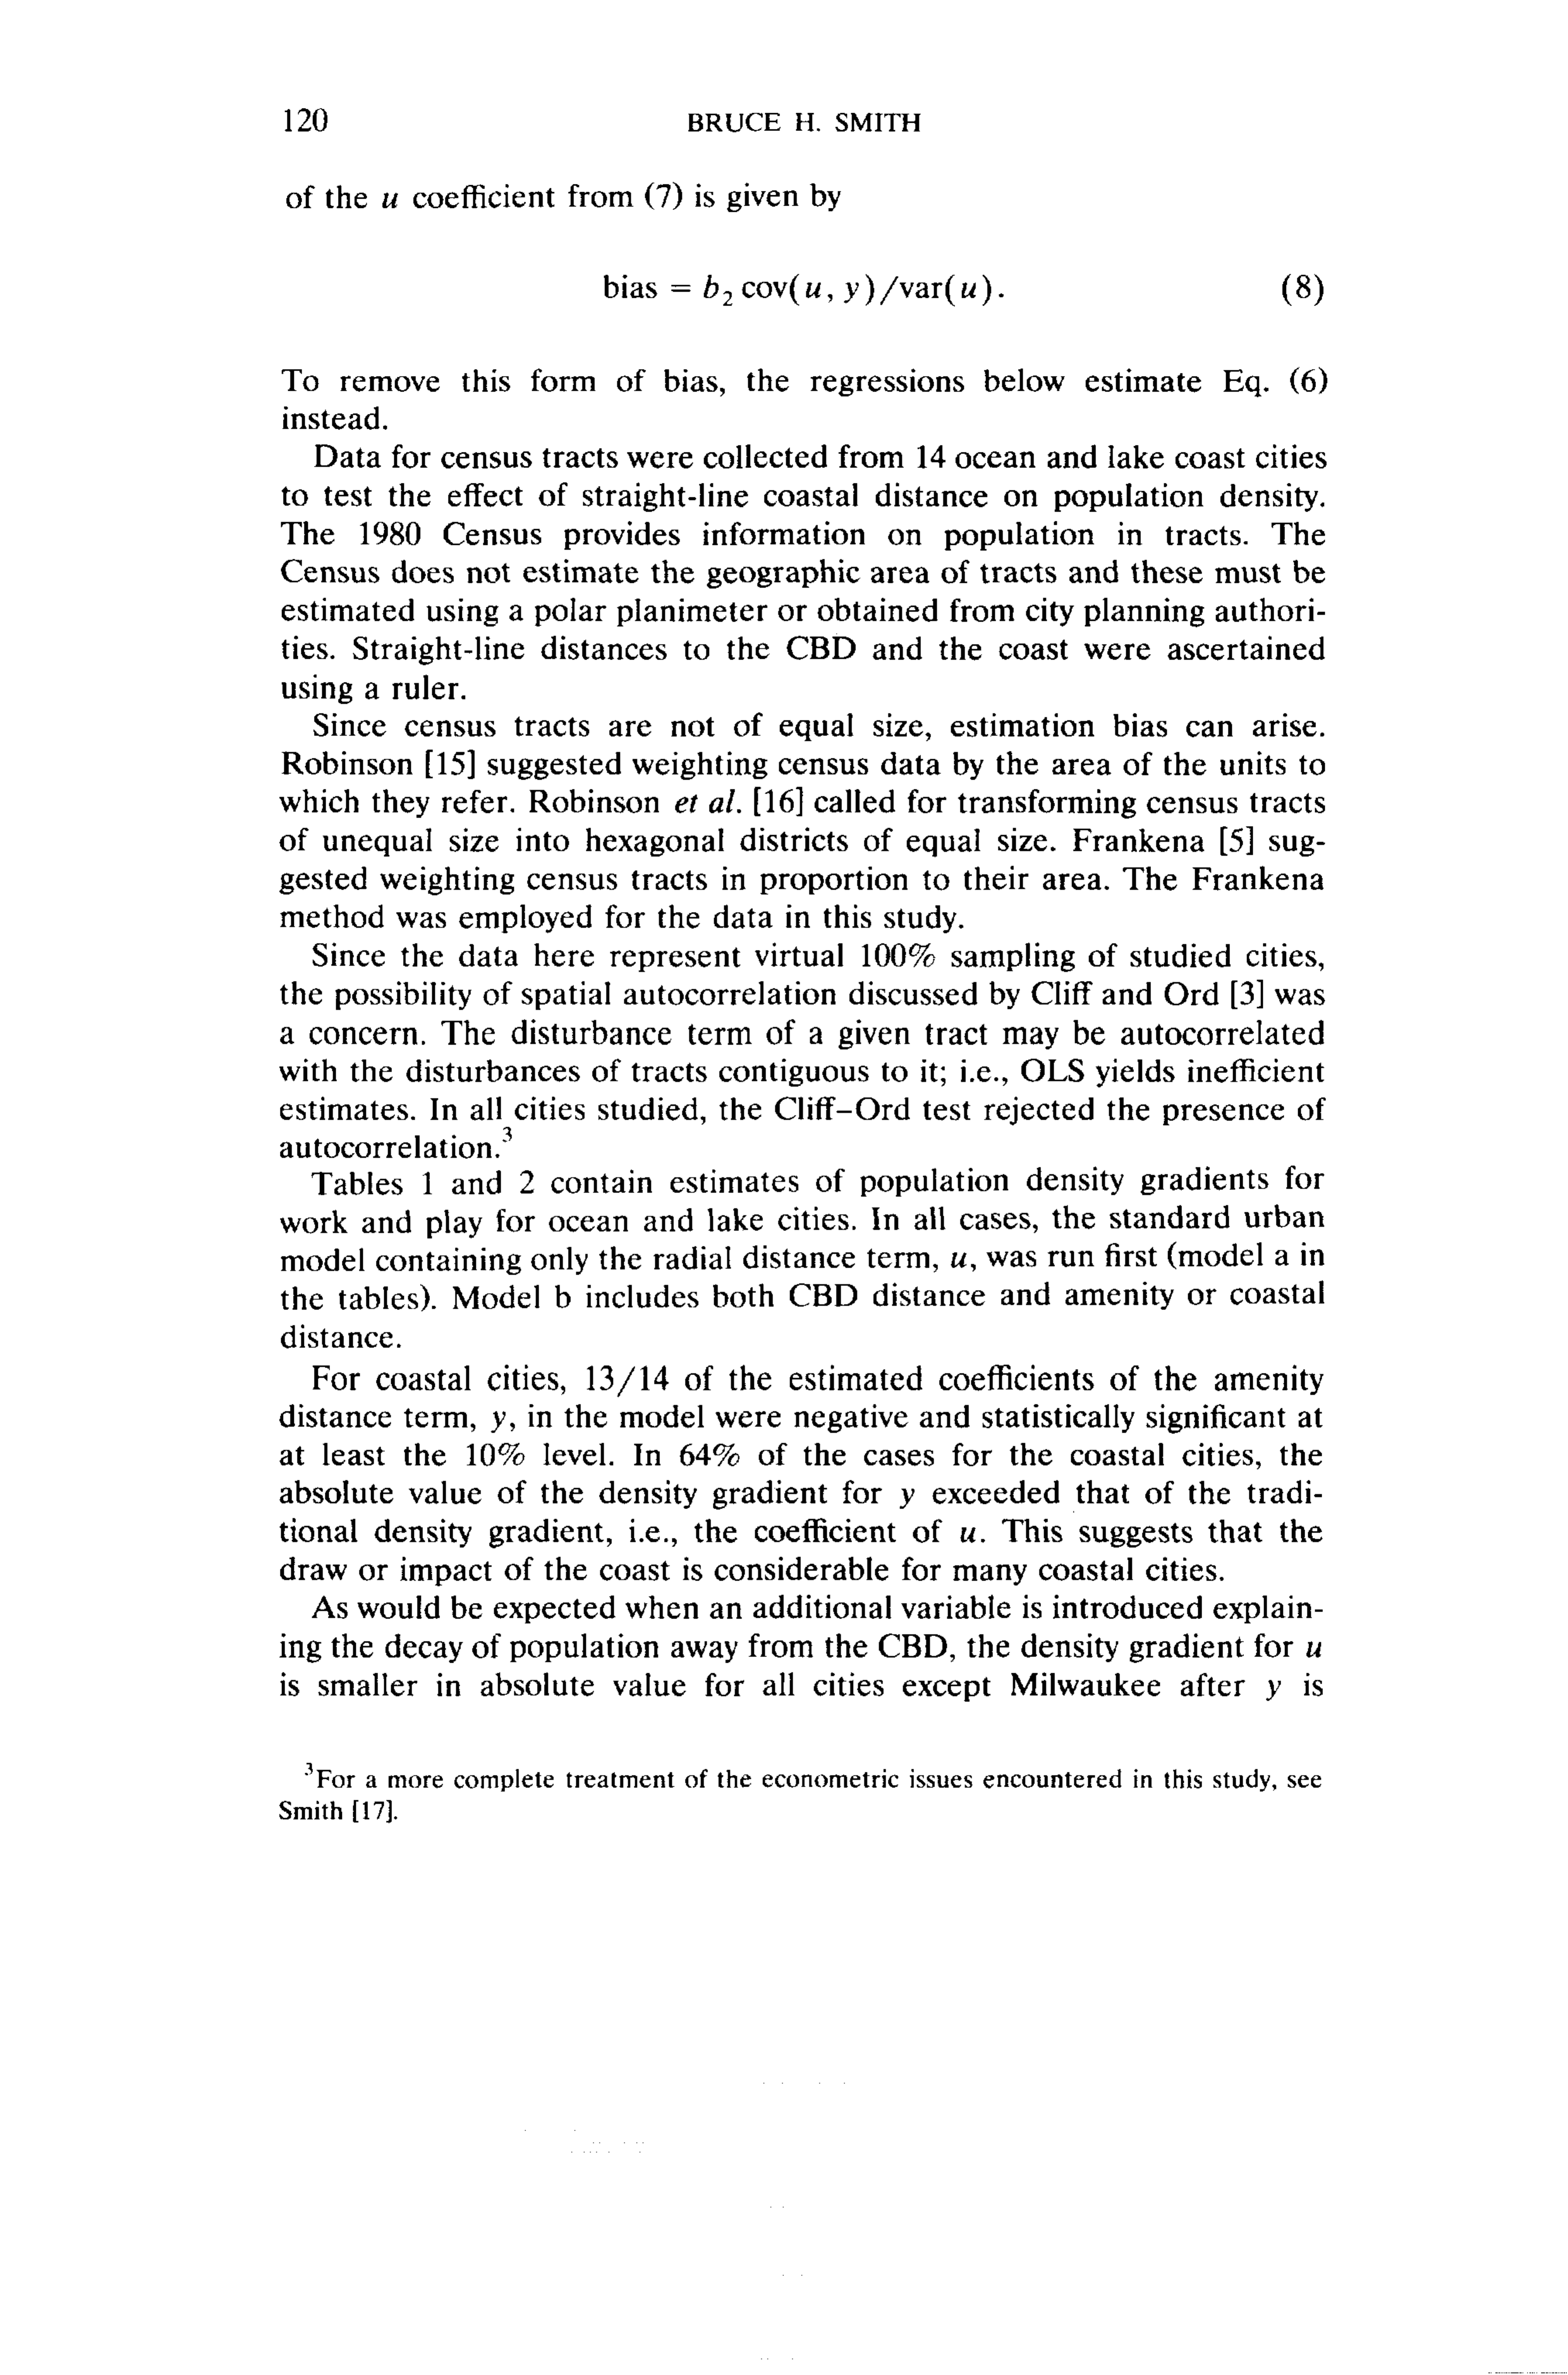 120 BRUCE H. SMITH
of the u coefficient from (7) is given by
bias = b₂ cov(u, y)/var(u). (8)
To remove this form of bias, the regressions below estimate Eq. (6)
instead.
Data for census tracts were collected from 14 ocean and lake coast cities
to test the effect of straight-line coastal distance on population density.
The 1980 Census provides information on population in tracts. The
Census does not estimate the geographic area of tracts and these must be
estimated using a polar planimeter or obtained from city planning authori-
ties. Straight-line distances to the CBD and the coast were ascertained
using a ruler.
Since census tracts are not of equal size, estimation bias can arise.
Robinson [15] suggested weighting census data by the area of the units to
which they refer. Robinson et al. [16] called for transforming census tracts
of unequal size into hexagonal districts of equal size. Frankena [5] sug-
gested weighting census tracts in proportion to their area. The Frankena
method was employed for the data in this study.
Since the data here represent virtual 100% sampling of studied cities,
the possibility of spatial autocorrelation discussed by Cliff and Ord [3] was
a concern. The disturbance term of a given tract may be autocorrelated
with the disturbances of tracts contiguous to it; i.e., OLS yields inefficient
estimates. In all cities studied, the Cliff–Ord test rejected the presence of
autocorrelation.³
Tables 1 and 2 contain estimates of population density gradients for
work and play for ocean and lake cities. In all cases, the standard urban
model containing only the radial distance term, u, was run first (model a in
the tables). Model b includes both CBD distance and amenity or coastal
distance.
For coastal cities, 13/14 of the estimated coefficients of the amenity
distance term, y, in the model were negative and statistically significant at
at least the 10% level. In 64% of the cases for the coastal cities, the
absolute value of the density gradient for y exceeded that of the tradi-
tional density gradient, i.e., the coefficient of u. This suggests that the
draw or impact of the coast is considerable for many coastal cities.
As would be expected when an additional variable is introduced explain-
ing the decay of population away from the CBD, the density gradient for u
is smaller in absolute value for all cities except Milwaukee after y is
³For a more complete treatment of the econometric issues encountered in this study, see
Smith [17].